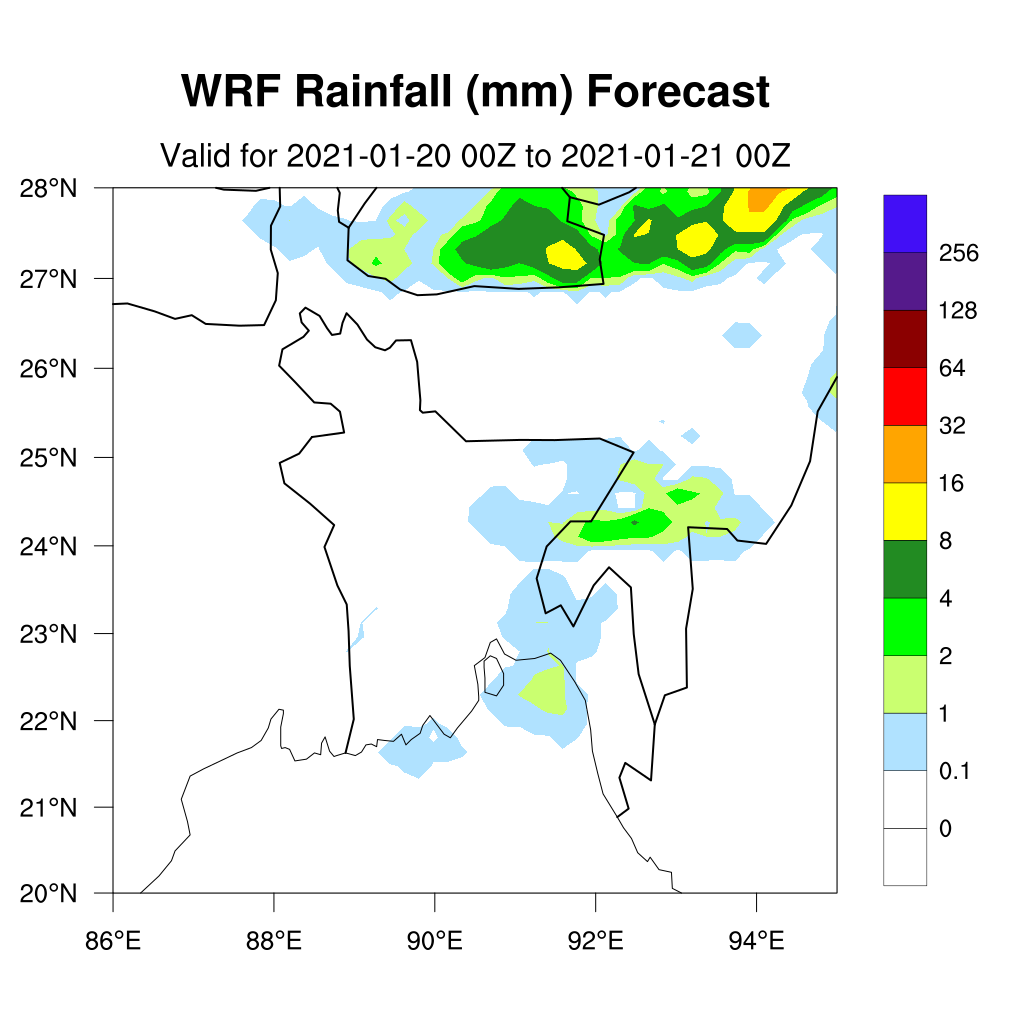 WRF Rainfall (mm) Forecast
Valid for 2021-01-20 00Z to 2021-01-21 00Z
28°N
27°N
26°N
25°N
24°N
23°N
22°N
21°N
20°N
86°E 88°E 90°E 92°E 94°E
256
128
64
32
16
8
4
2
1
0.1
0